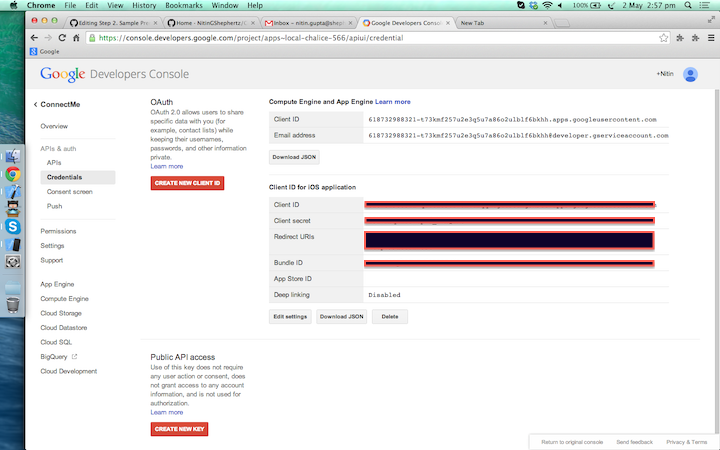 Chrome File Edit View History Bookmarks Window Help 100% 2 May 2:57 pm
Editing Step 2. Sample Pre Home · NitinGShephertz/C Inbox – nitin.gupta@shep Google Developers Console New Tab
https://console.developers.google.com/project/apps~local-chalice-566/apiui/credential
Google
Google Developers Console +Nitin
ConnectMe
Overview
APIs & auth
APIs
Credentials
Consent screen
Push
Permissions
Settings
Support
App Engine
Compute Engine
Cloud Storage
Cloud Datastore
Cloud SQL
BigQuery
Cloud Development
OAuth
OAuth 2.0 allows users to share
specific data with you (for
example, contact lists) while
keeping their usernames,
passwords, and other information
private.
Learn more
CREATE NEW CLIENT ID
Compute Engine and App Engine Learn more
Client ID 618732988321-t73kmf257u2e3q5u7a86o2ulblf6bkhh.apps.googleusercontent.com
Email address 618732988321-t73kmf257u2e3q5u7a86o2ulblf6bkhh@developer.gserviceaccount.com
Download JSON
Client ID for iOS application
Client ID
Client secret
Redirect URIs
Bundle ID
App Store ID
Deep linking Disabled
Edit settings Download JSON Delete
Public API access
Use of this key does not require
any user action or consent, does
not grant access to any account
information, and is not used for
authorization.
Learn more
CREATE NEW KEY
Return to original console Send feedback Privacy & Terms